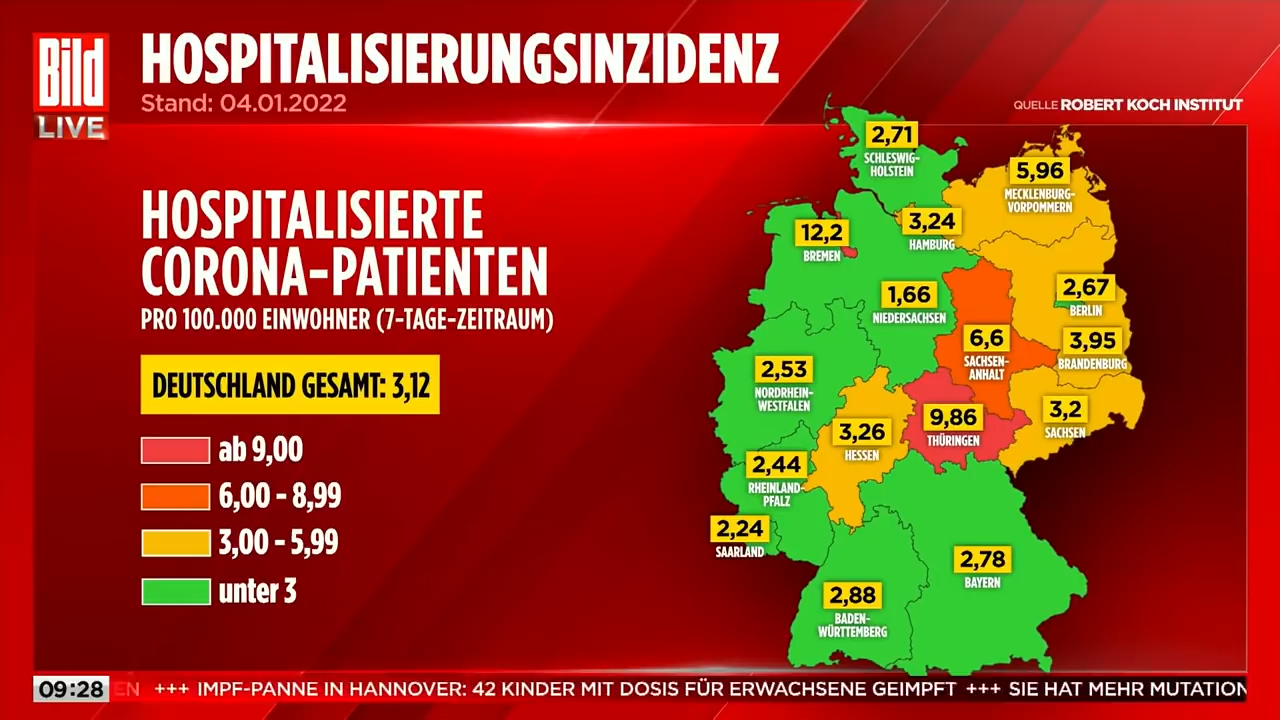 Bild
LIVE
HOSPITALISIERUNGSINZIDENZ
Stand: 04.01.2022
QUELLE ROBERT KOCH INSTITUT
HOSPITALISIERTE
CORONA-PATIENTEN
PRO 100.000 EINWOHNER (7-TAGE-ZEITRAUM)
DEUTSCHLAND GESAMT: 3,12
ab 9,00
6,00 - 8,99
3,00 - 5,99
unter 3
2,71
SCHLESWIG-
HOLSTEIN
5,96
MECKLENBURG-
VORPOMMERN
3,24
HAMBURG
12,2
BREMEN
1,66
NIEDERSACHSEN
2,67
BERLIN
6,6
SACHSEN-
ANHALT
3,95
BRANDENBURG
2,53
NORDRHEIN-
WESTFALEN
9,86
THÜRINGEN
3,2
SACHSEN
3,26
HESSEN
2,44
RHEINLAND-
PFALZ
2,24
SAARLAND
2,78
BAYERN
2,88
BADEN-
WÜRTTEMBERG
09:28
EN +++ IMPF-PANNE IN HANNOVER: 42 KINDER MIT DOSIS FÜR ERWACHSENE GEIMPFT +++ SIE HAT MEHR MUTATION